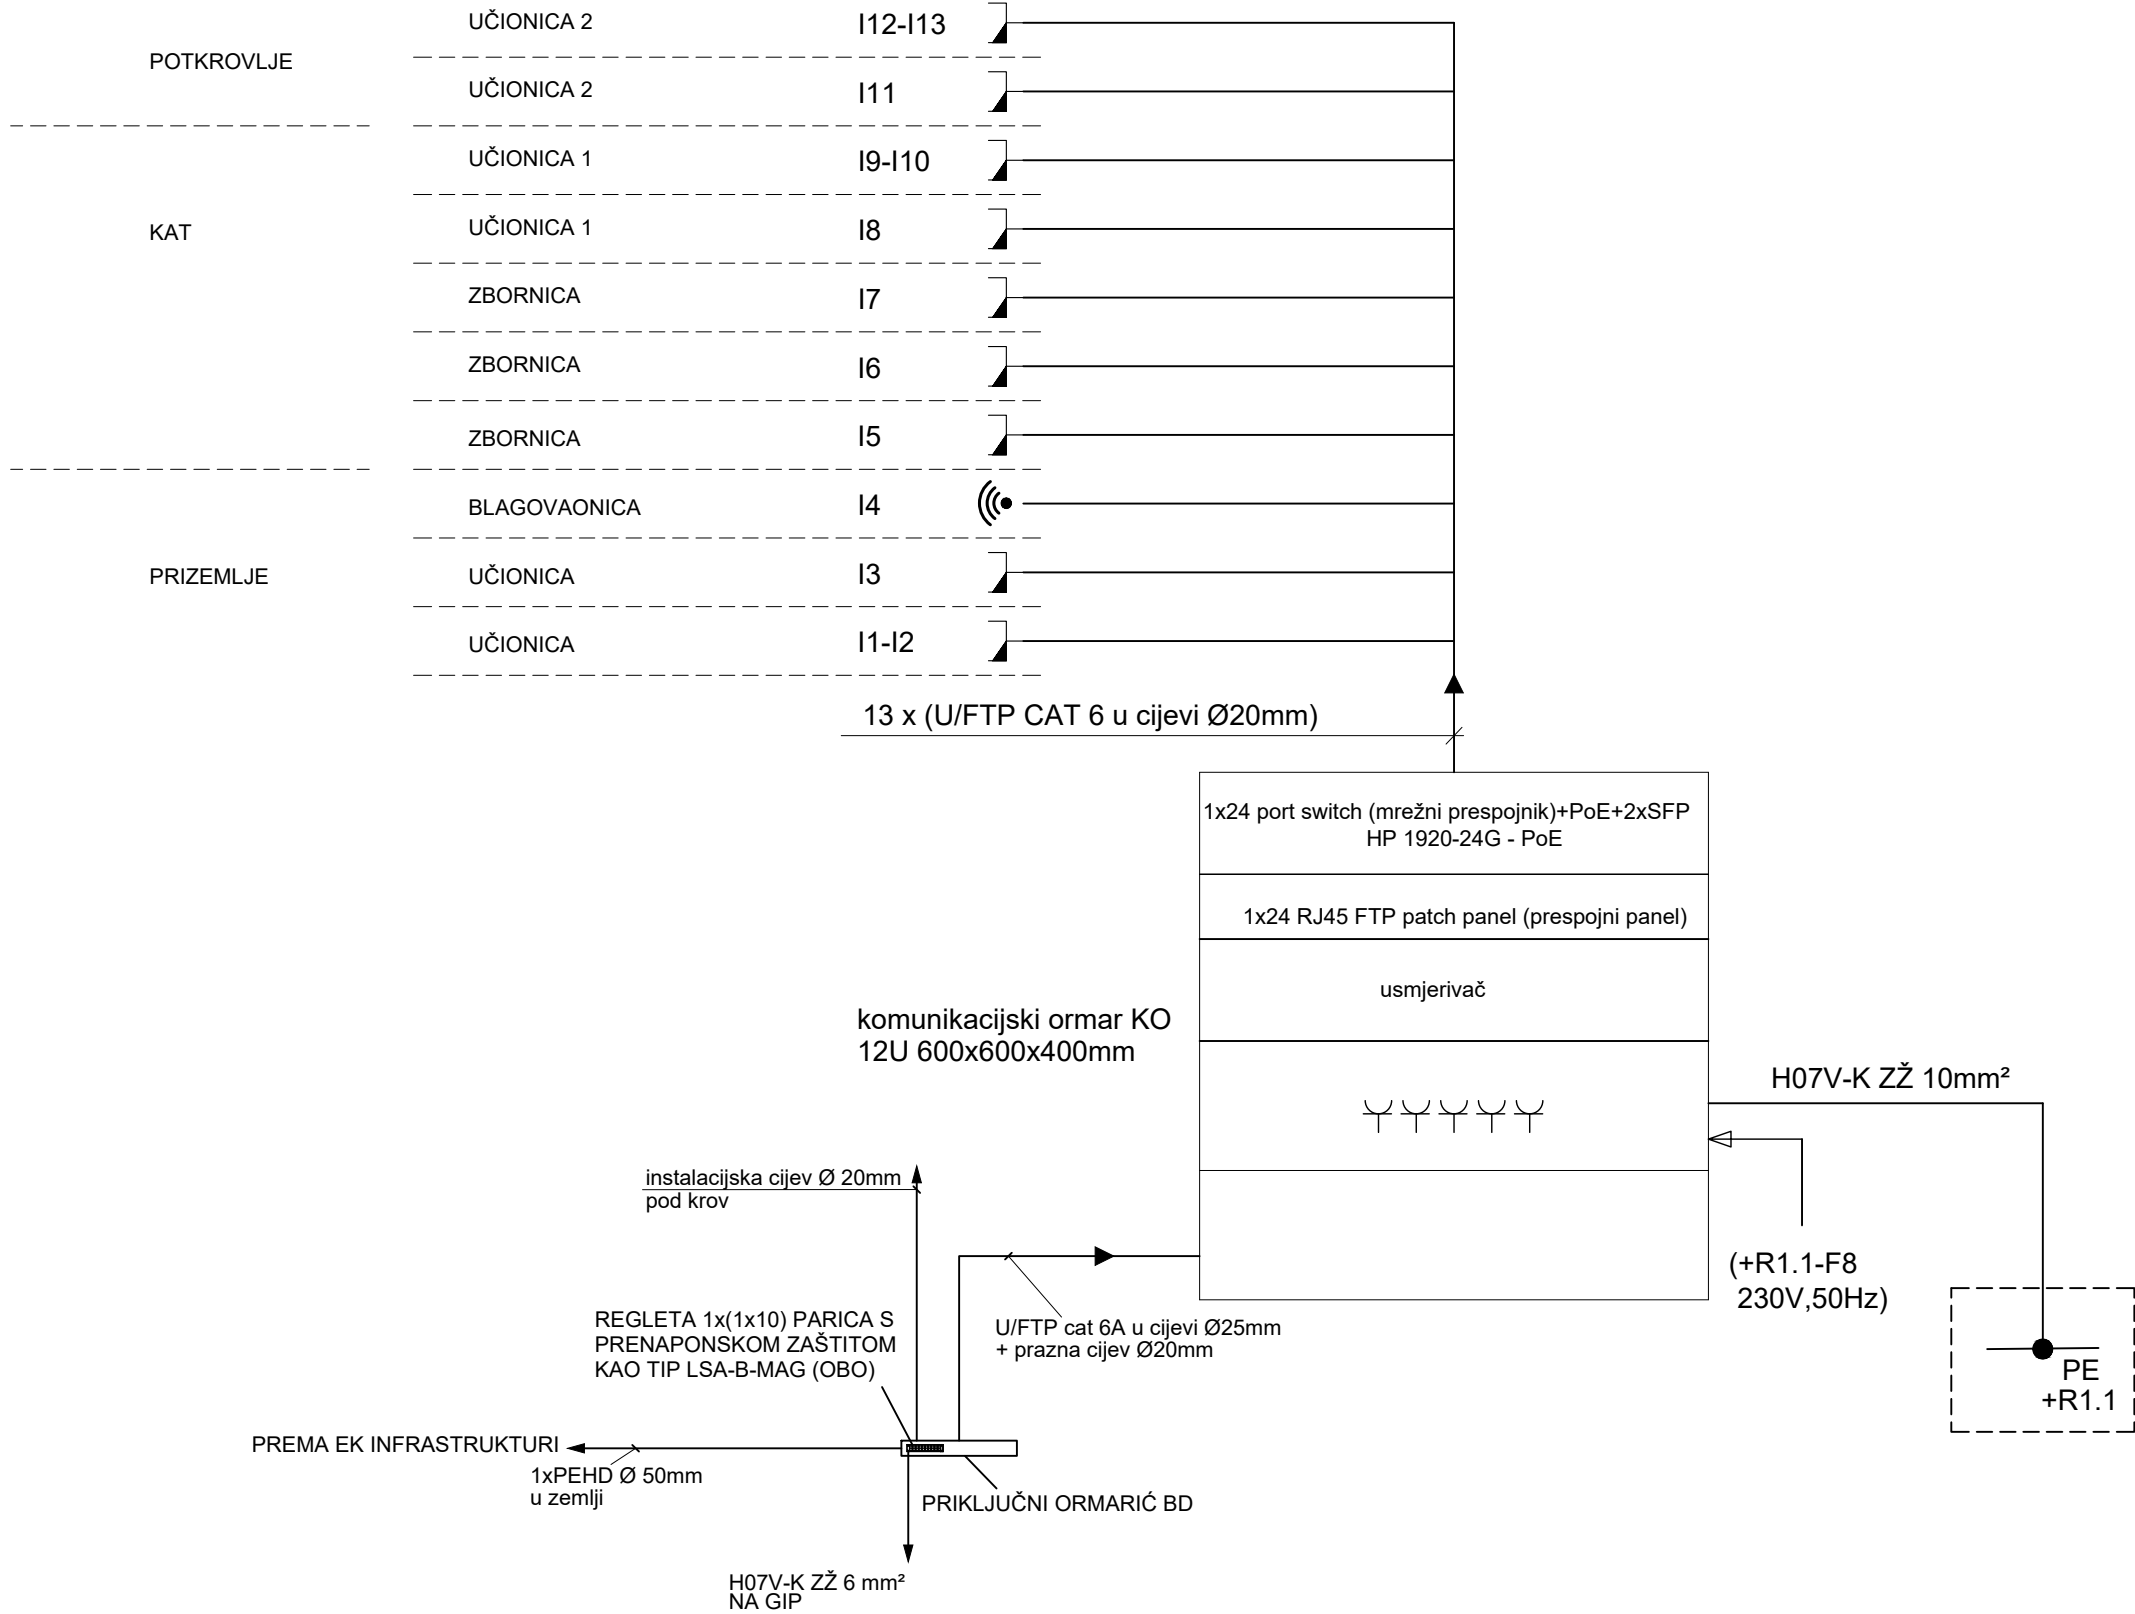 UČIONICA 2 I12-I13
POTKROVLJE
UČIONICA 2 I11
UČIONICA 1 I9-I10
KAT
UČIONICA 1 I8
ZBORNICA I7
ZBORNICA I6
ZBORNICA I5
BLAGOVAONICA I4
PRIZEMLJE
UČIONICA I3
UČIONICA I1-I2
13 x (U/FTP CAT 6 u cijevi Ø20mm)
1x24 port switch (mrežni prespojnik)+PoE+2xSFP
HP 1920-24G - PoE
1x24 RJ45 FTP patch panel (prespojni panel)
usmjerivač
komunikacijski ormar KO
12U 600x600x400mm
H07V-K ZŽ 10mm²
instalacijska cijev Ø 20mm
pod krov
(+R1.1-F8
230V,50Hz)
REGLETA 1x(1x10) PARICA S
PRENAPONSKOM ZAŠTITOM
KAO TIP LSA-B-MAG (OBO)
U/FTP cat 6A u cijevi Ø25mm
+ prazna cijev Ø20mm
PE
+R1.1
PREMA EK INFRASTRUKTURI
1xPEHD Ø 50mm
u zemlji
PRIKLJUČNI ORMARIĆ BD
H07V-K ZŽ 6 mm²
NA GIP